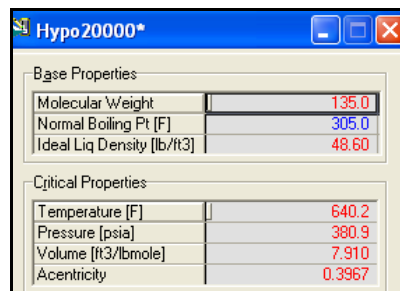 Hypo20000*
Base Properties
Molecular Weight 135.0
Normal Boiling Pt [F] 305.0
Ideal Liq Density [lb/ft3] 48.60
Critical Properties
Temperature [F] 640.2
Pressure [psia] 380.9
Volume [ft3/lbmole] 7.910
Acentricity 0.3967